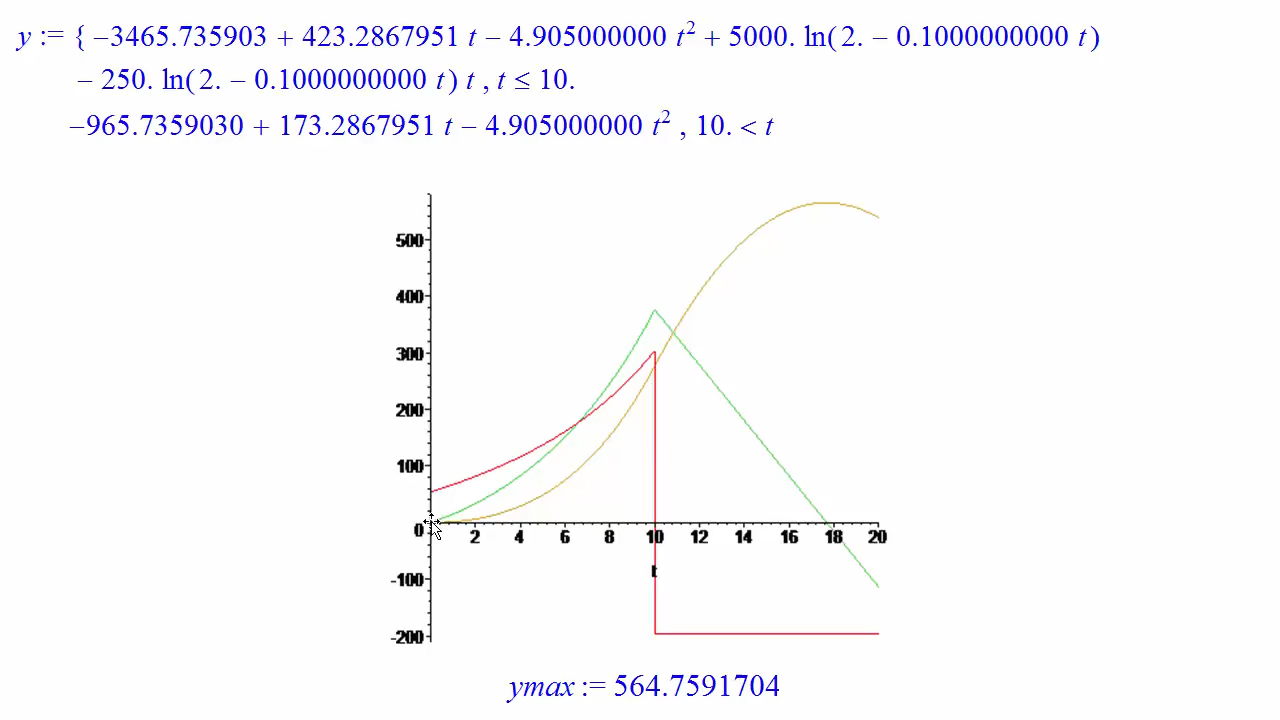 y := { −3465.735903 + 423.2867951 t − 4.905000000 t² + 5000. ln(2. − 0.1000000000 t)
− 250. ln(2. − 0.1000000000 t) t , t ≤ 10.
−965.7359030 + 173.2867951 t − 4.905000000 t² , 10. < t
500
400
300
200
100
0
2 4 6 8 10 12 14 16 18 20
t
-100
-200
ymax := 564.7591704